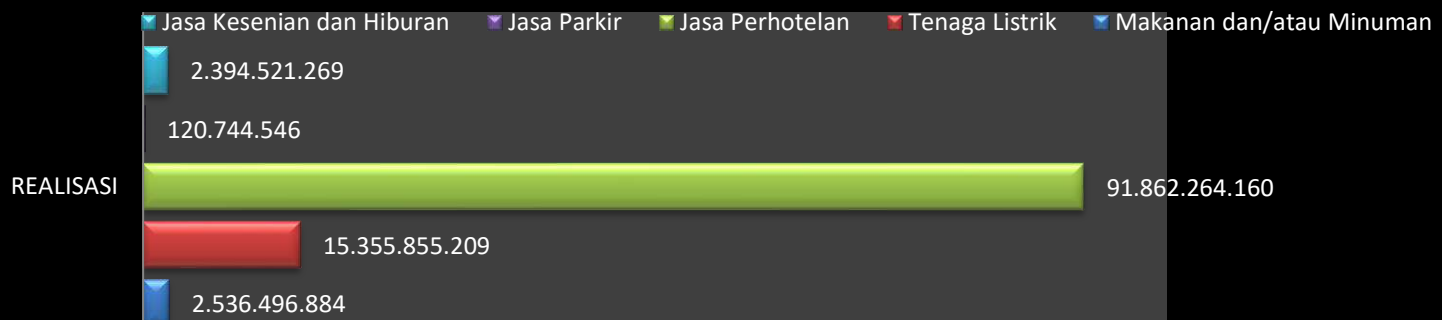 Jasa Kesenian dan Hiburan Jasa Parkir Jasa Perhotelan Tenaga Listrik Makanan dan/atau Minuman
2.394.521.269
120.744.546
REALISASI 91.862.264.160
15.355.855.209
2.536.496.884